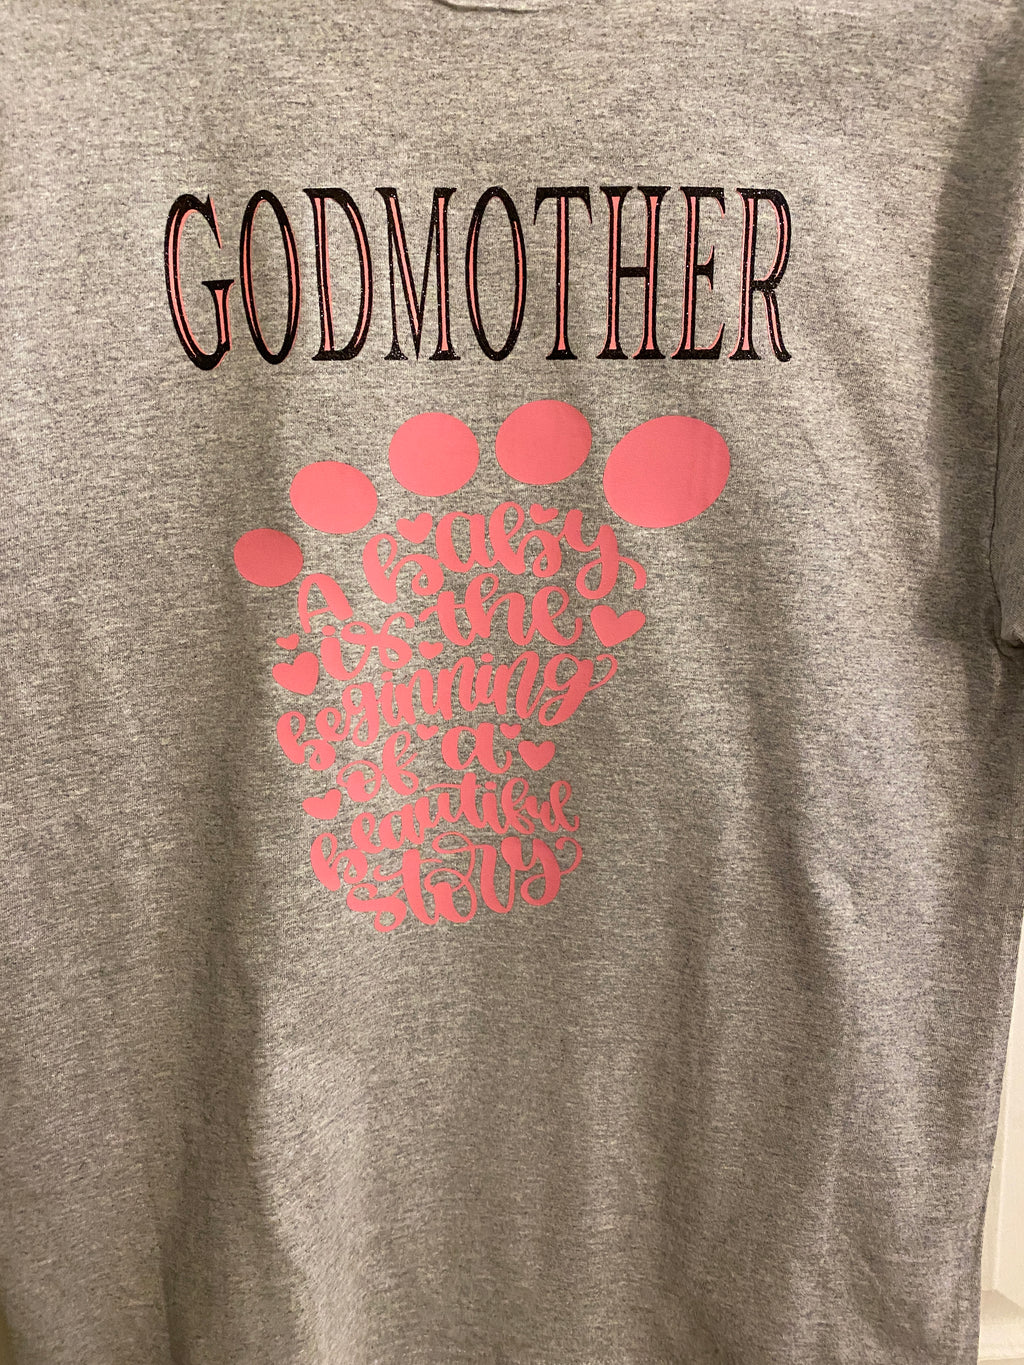 GODMOTHER
A baby
is the
beginning
of a
beautiful
story